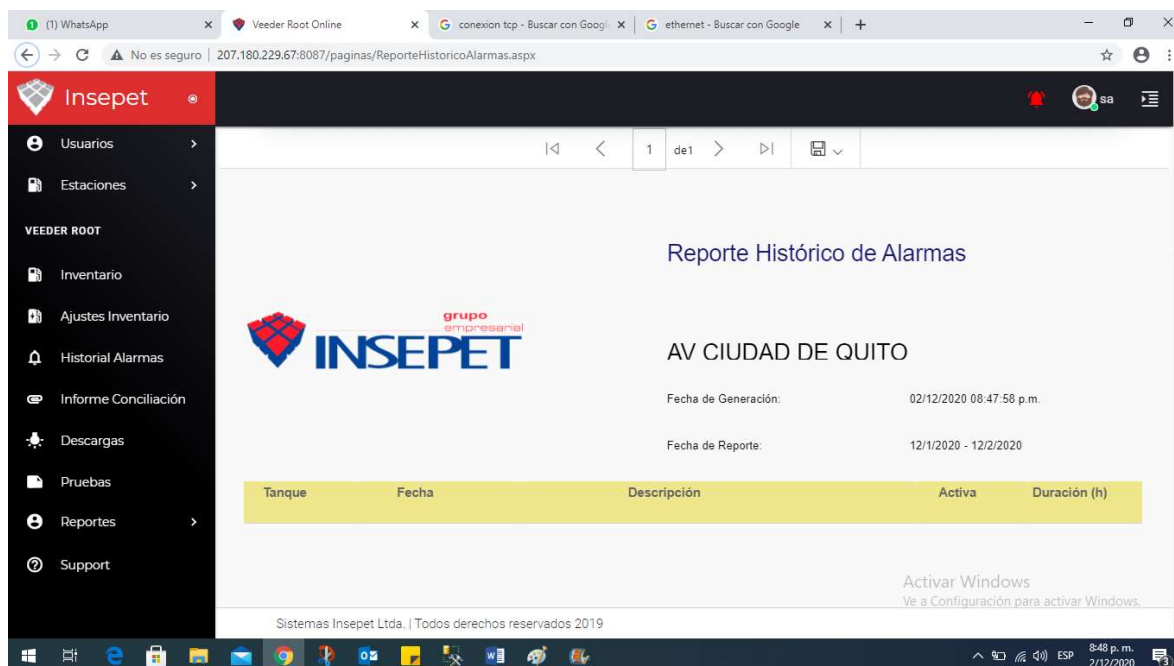 (1) WhatsApp
Veeder Root Online
conexion tcp - Buscar con Googl
ethernet - Buscar con Google
No es seguro
207.180.229.67:8087/paginas/ReporteHistoricoAlarmas.aspx
Insepet
sa
Usuarios
Estaciones
VEEDER ROOT
Inventario
Ajustes Inventario
Historial Alarmas
Informe Conciliación
Descargas
Pruebas
Reportes
Support
1 de1
Reporte Histórico de Alarmas
grupo
empresarial
INSEPET
AV CIUDAD DE QUITO
Fecha de Generación: 02/12/2020 08:47:58 p.m.
Fecha de Reporte: 12/1/2020 - 12/2/2020
Tanque Fecha Descripción Activa Duración (h)
Activar Windows
Ve a Configuración para activar Windows.
Sistemas Insepet Ltda. | Todos derechos reservados 2019
ESP
8:48 p. m.
2/12/2020